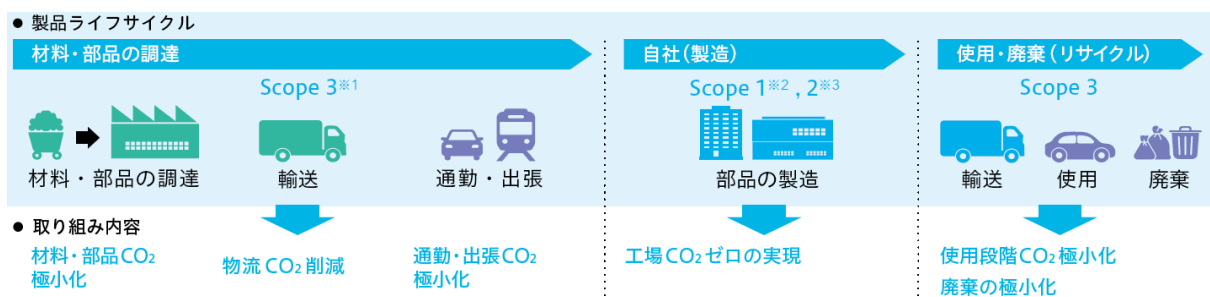 ● 製品ライフサイクル
材料・部品の調達
自社(製造)
使用・廃棄(リサイクル)
Scope 3※1
Scope 1※2 , 2※3
Scope 3
材料・部品の調達
輸送
通勤・出張
部品の製造
輸送
使用
廃棄
● 取り組み内容
材料・部品CO₂
極小化
物流CO₂削減
通勤・出張CO₂
極小化
工場CO₂ゼロの実現
使用段階CO₂極小化
廃棄の極小化